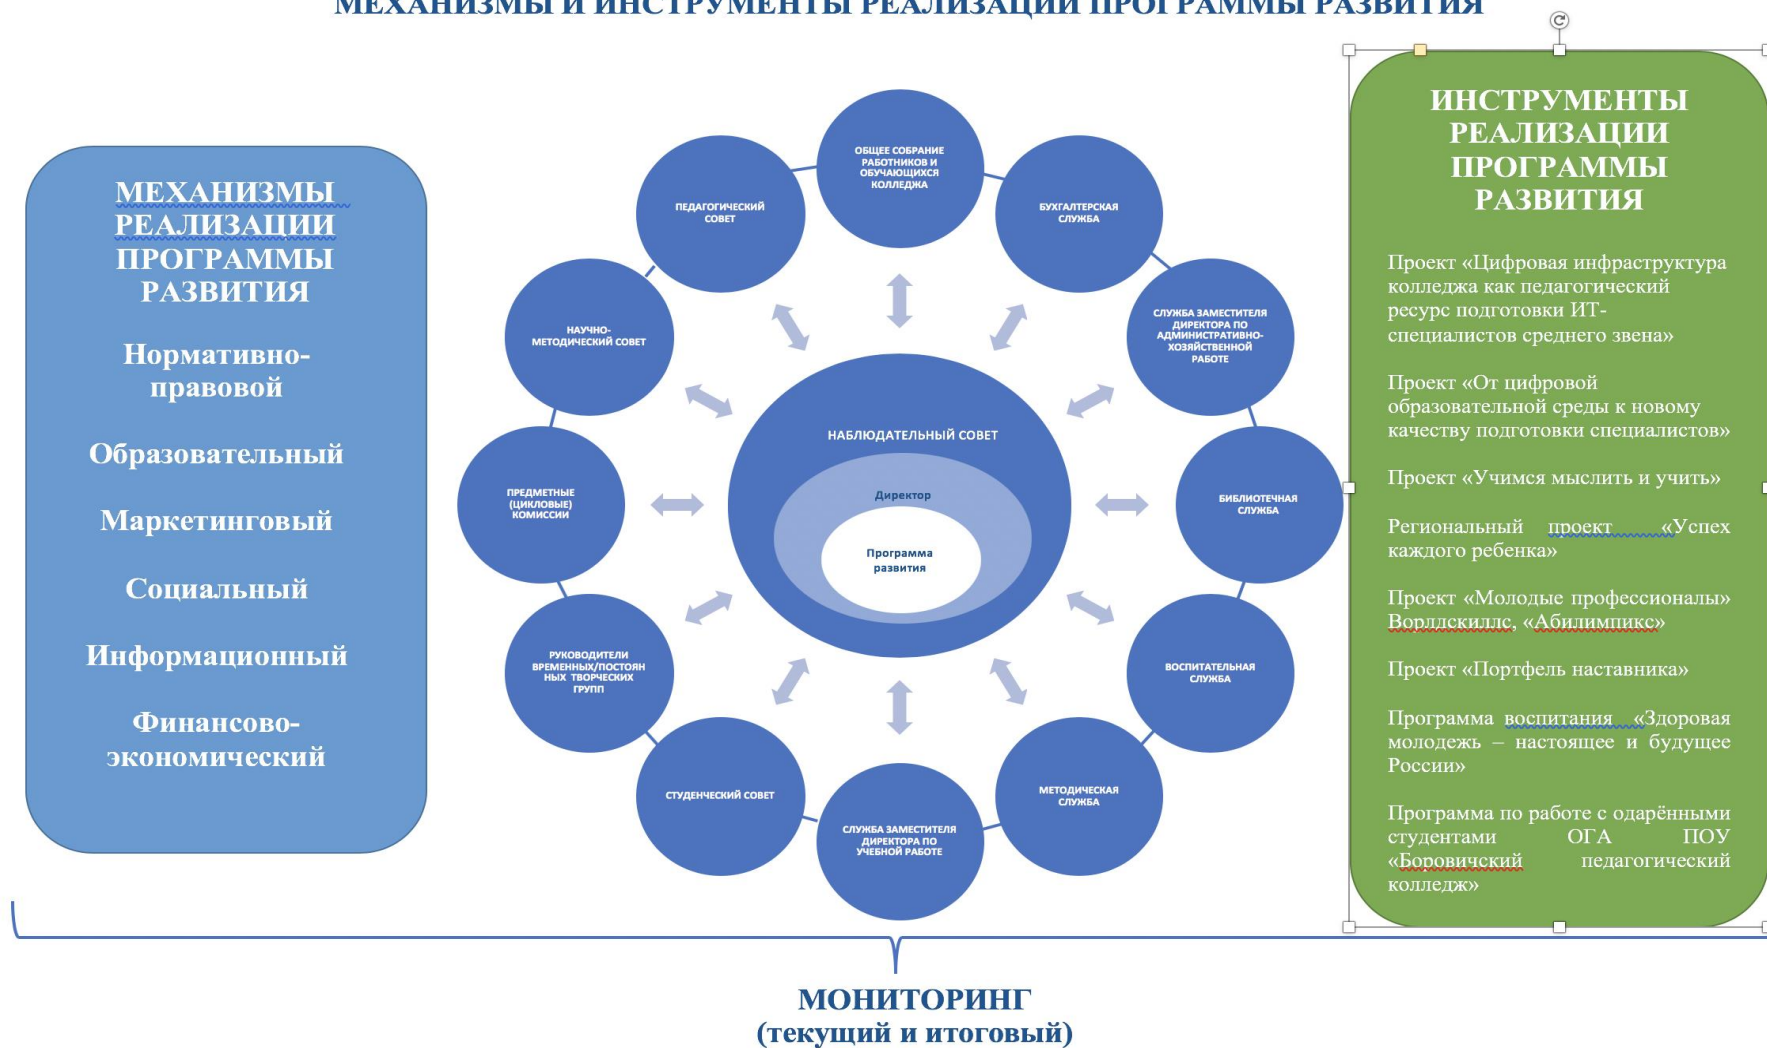 МЕХАНИЗМЫ И ИНСТРУМЕНТЫ РЕАЛИЗАЦИИ ПРОГРАММЫ РАЗВИТИЯ
МЕХАНИЗМЫ
РЕАЛИЗАЦИИ
ПРОГРАММЫ
РАЗВИТИЯ
Нормативно-
правовой
Образовательный
Маркетинговый
Социальный
Информационный
Финансово-
экономический
ОБЩЕЕ СОБРАНИЕ
РАБОТНИКОВ И
ОБУЧАЮЩИХСЯ
КОЛЛЕДЖА
БУХГАЛТЕРСКАЯ
СЛУЖБА
СЛУЖБА ЗАМЕСТИТЕЛЯ
ДИРЕКТОРА ПО
АДМИНИСТРАТИВНО-
ХОЗЯЙСТВЕННОЙ
РАБОТЕ
БИБЛИОТЕЧНАЯ
СЛУЖБА
ВОСПИТАТЕЛЬНАЯ
СЛУЖБА
МЕТОДИЧЕСКАЯ
СЛУЖБА
СЛУЖБА ЗАМЕСТИТЕЛЯ
ДИРЕКТОРА ПО
УЧЕБНОЙ РАБОТЕ
СТУДЕНЧЕСКИЙ СОВЕТ
РУКОВОДИТЕЛИ
ВРЕМЕННЫХ/ПОСТОЯН
НЫХ ТВОРЧЕСКИХ
ГРУПП
ПРЕДМЕТНЫЕ
(ЦИКЛОВЫЕ)
КОМИССИИ
НАУЧНО-
МЕТОДИЧЕСКИЙ СОВЕТ
ПЕДАГОГИЧЕСКИЙ
СОВЕТ
НАБЛЮДАТЕЛЬНЫЙ СОВЕТ
Директор
Программа
развития
ИНСТРУМЕНТЫ
РЕАЛИЗАЦИИ
ПРОГРАММЫ
РАЗВИТИЯ
Проект «Цифровая инфраструктура
колледжа как педагогический
ресурс подготовки ИТ-
специалистов среднего звена»
Проект «От цифровой
образовательной среды к новому
качеству подготовки специалистов»
Проект «Учимся мыслить и учить»
Региональный проект «Успех
каждого ребенка»
Проект «Молодые профессионалы»
Ворлдскиллс, «Абилимпикс»
Проект «Портфель наставника»
Программа воспитания «Здоровая
молодежь – настоящее и будущее
России»
Программа по работе с одарёнными
студентами ОГА ПОУ
«Боровичский педагогический
колледж»
МОНИТОРИНГ
(текущий и итоговый)